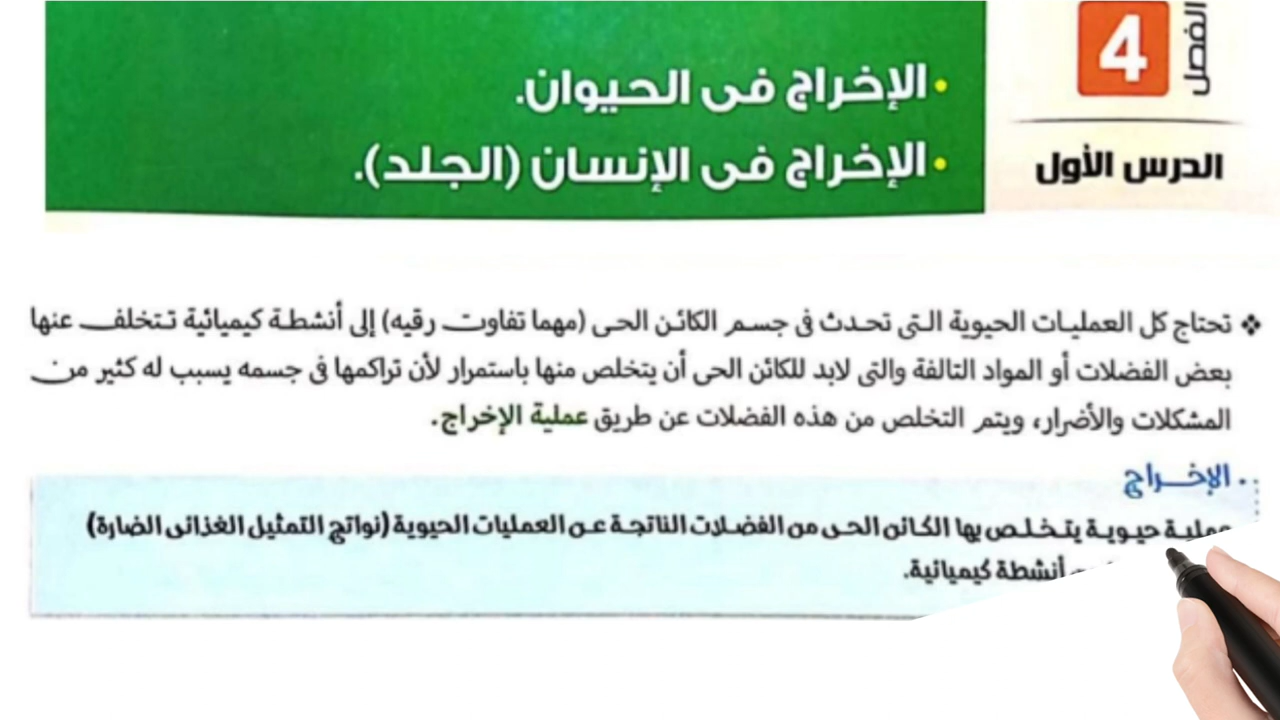 الفصل 4
الدرس الأول
• الإخراج فى الحيوان.
• الإخراج فى الإنسان (الجلد).
❖ تحتاج كل العمليات الحيوية التى تحدث فى جسم الكائن الحى (مهما تفاوت رقيه) إلى أنشطة كيميائية تتخلف عنها
بعض الفضلات أو المواد التالفة والتى لابد للكائن الحى أن يتخلص منها باستمرار لأن تراكمها فى جسمه يسبب له كثير من
المشكلات والأضرار، ويتم التخلص من هذه الفضلات عن طريق عملية الإخراج.
• الإخراج
عملية حيوية يتخلص بها الكائن الحى من الفضلات الناتجة عن العمليات الحيوية (نواتج التمثيل الغذائى الضارة)
أنشطة كيميائية.